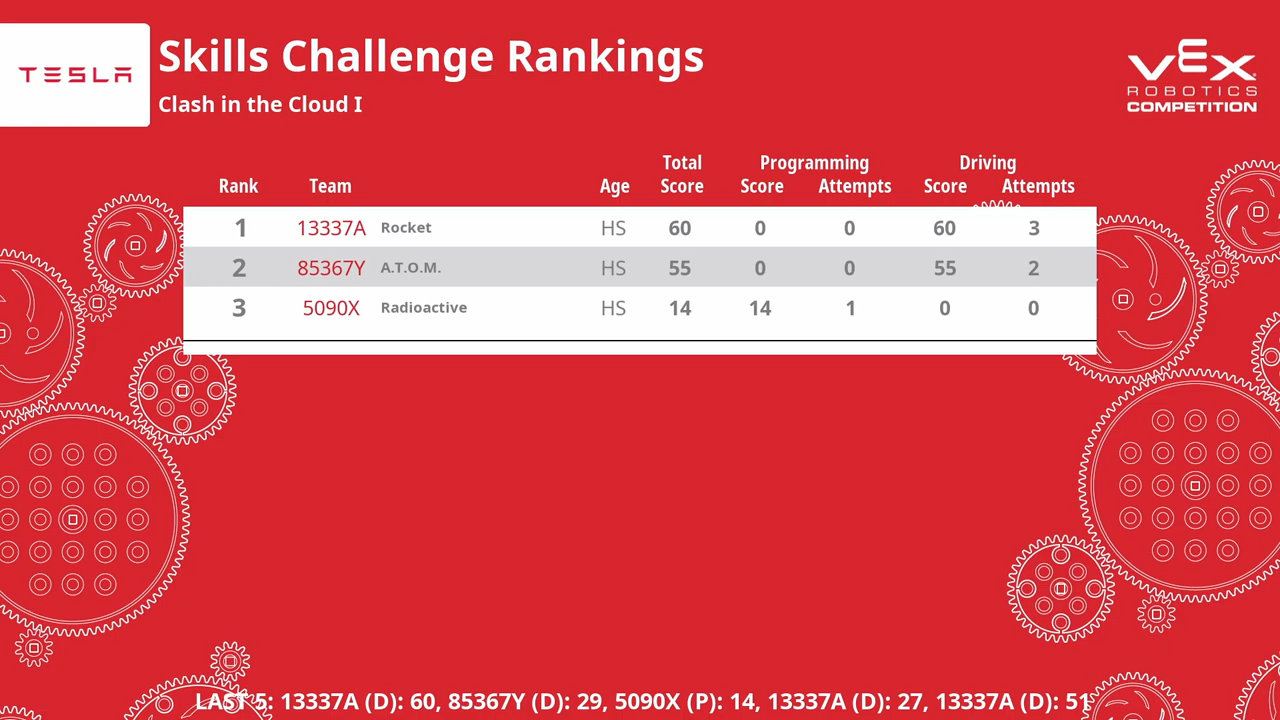 TESLA
Skills Challenge Rankings
Clash in the Cloud I
VEX
ROBOTICS
COMPETITION
Total Programming Driving
Rank Team Age Score Score Attempts Score Attempts
1 13337A Rocket HS 60 0 0 60 3
2 85367Y A.T.O.M. HS 55 0 0 55 2
3 5090X Radioactive HS 14 14 1 0 0
LAST 5: 13337A (D): 60, 85367Y (D): 29, 5090X (P): 14, 13337A (D): 27, 13337A (D): 51